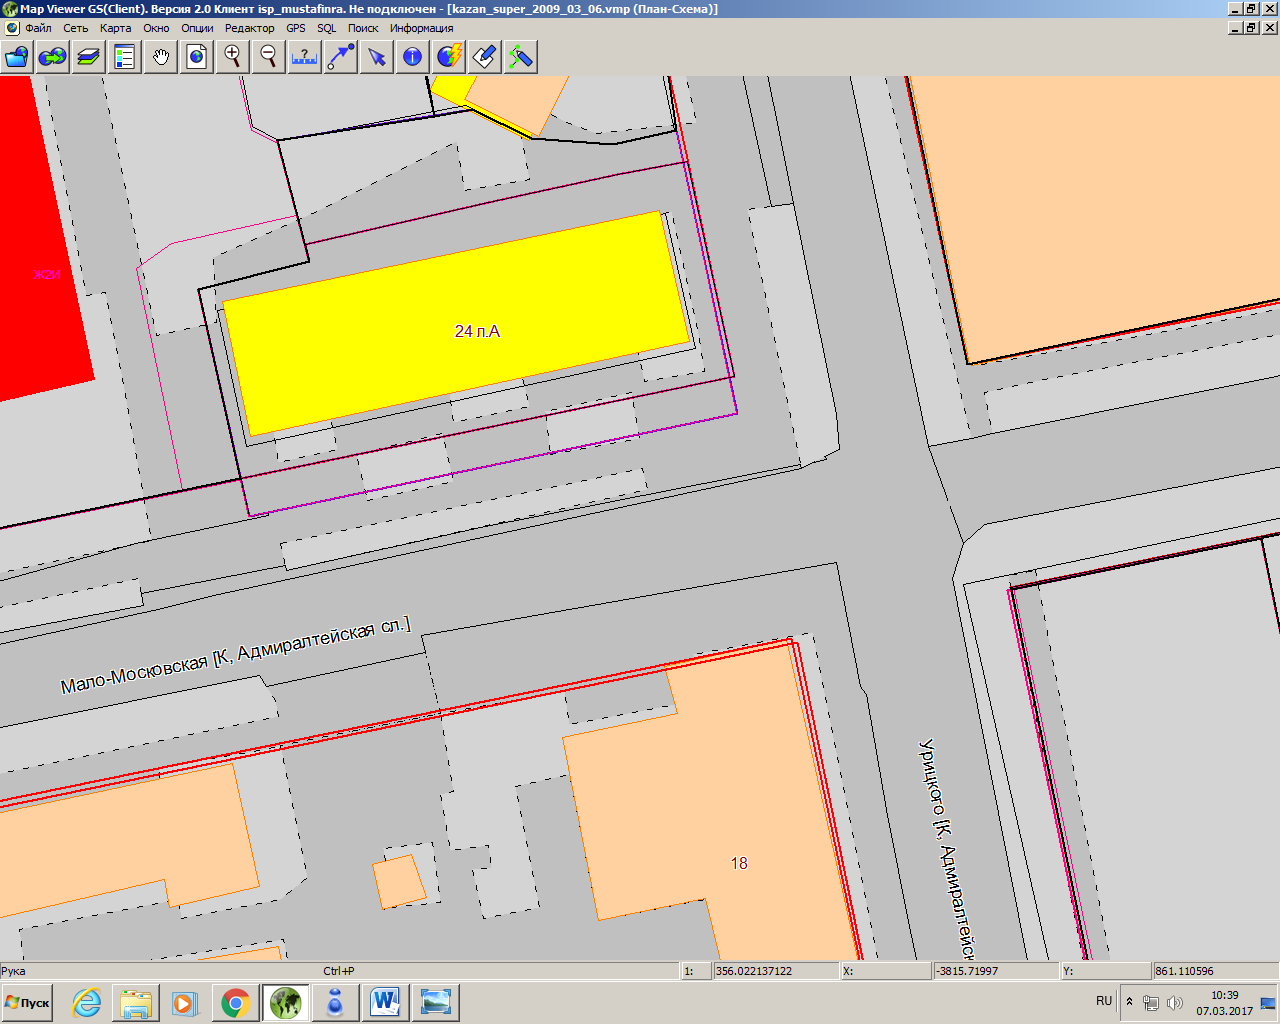 Map Viewer GS(Client). Версия 2.0 Клиент isp_mustafinra. Не подключен - [kazan_super_2009_03_06.vmp (План-Схема)]
Файл Сеть Карта Окно Опции Редактор GPS SQL Поиск Информация
Ж2И
24 л.А
Мало-Московская [К, Адмиралтейская сл.]
Урицкого [К, Адмиралтейск
18
Рука Ctrl+P 1: 356.022137122 X: -3815.71997 Y: 861.110596
Пуск RU 10:39
07.03.2017